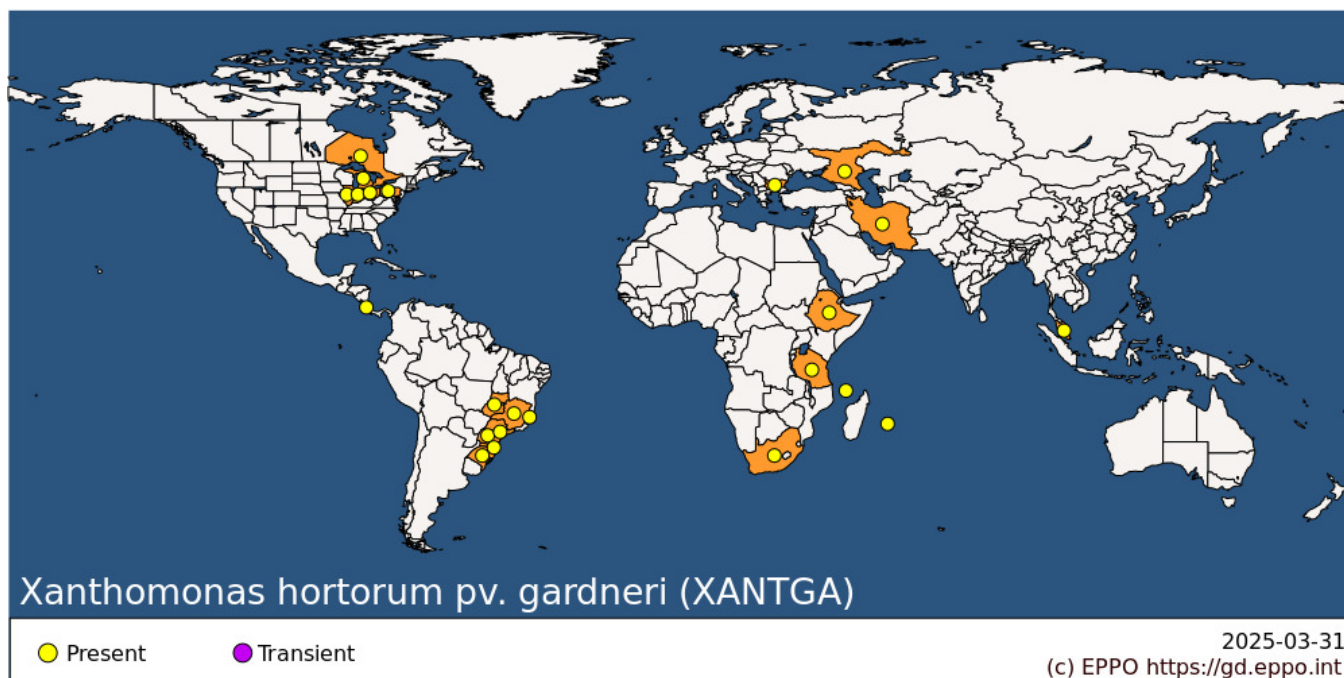 Xanthomonas hortorum pv. gardneri (XANTGA)
Present
Transient
2025-03-31
(c) EPPO https://gd.eppo.int